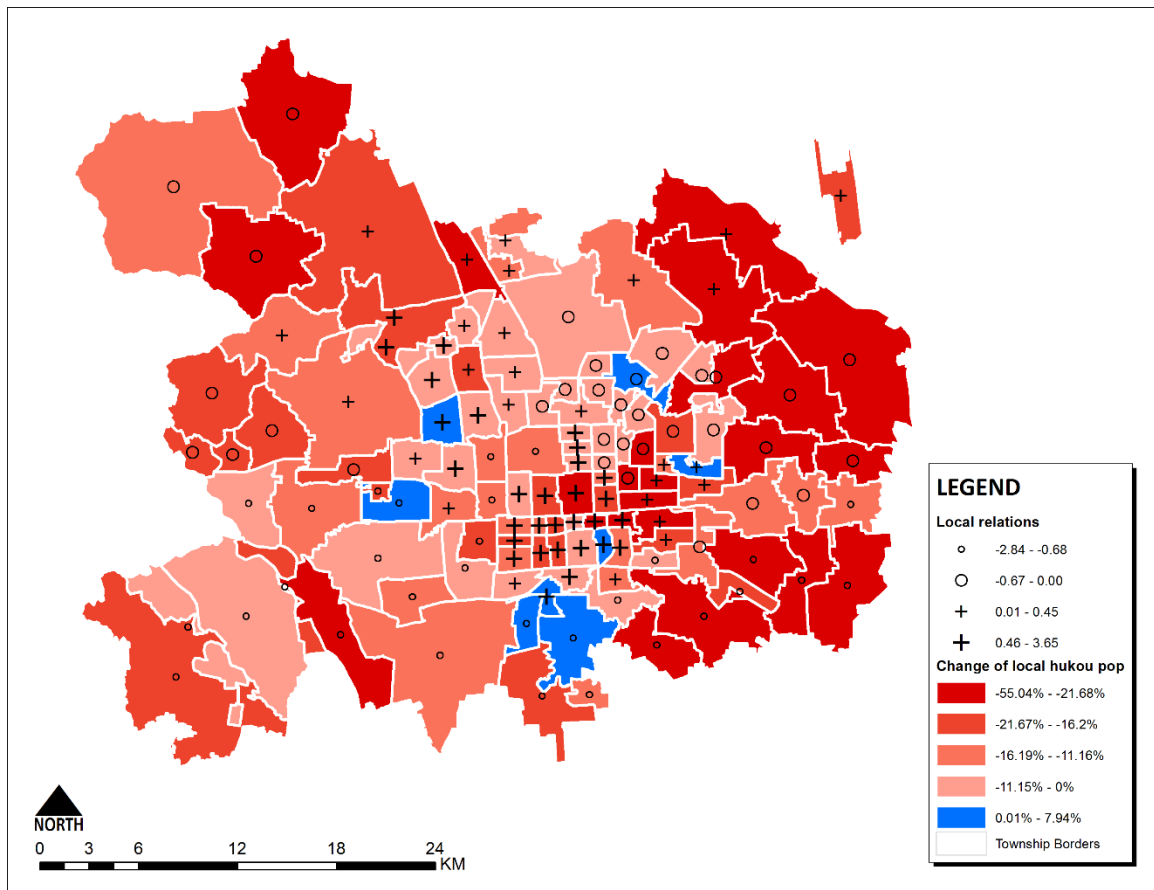 LEGEND
Local relations
-2.84 - -0.68
-0.67 - 0.00
0.01 - 0.45
0.46 - 3.65
Change of local hukou pop
-55.04% - -21.68%
-21.67% - -16.2%
-16.19% - -11.16%
-11.15% - 0%
0.01% - 7.94%
Township Borders
NORTH
0 3 6 12 18 24
KM